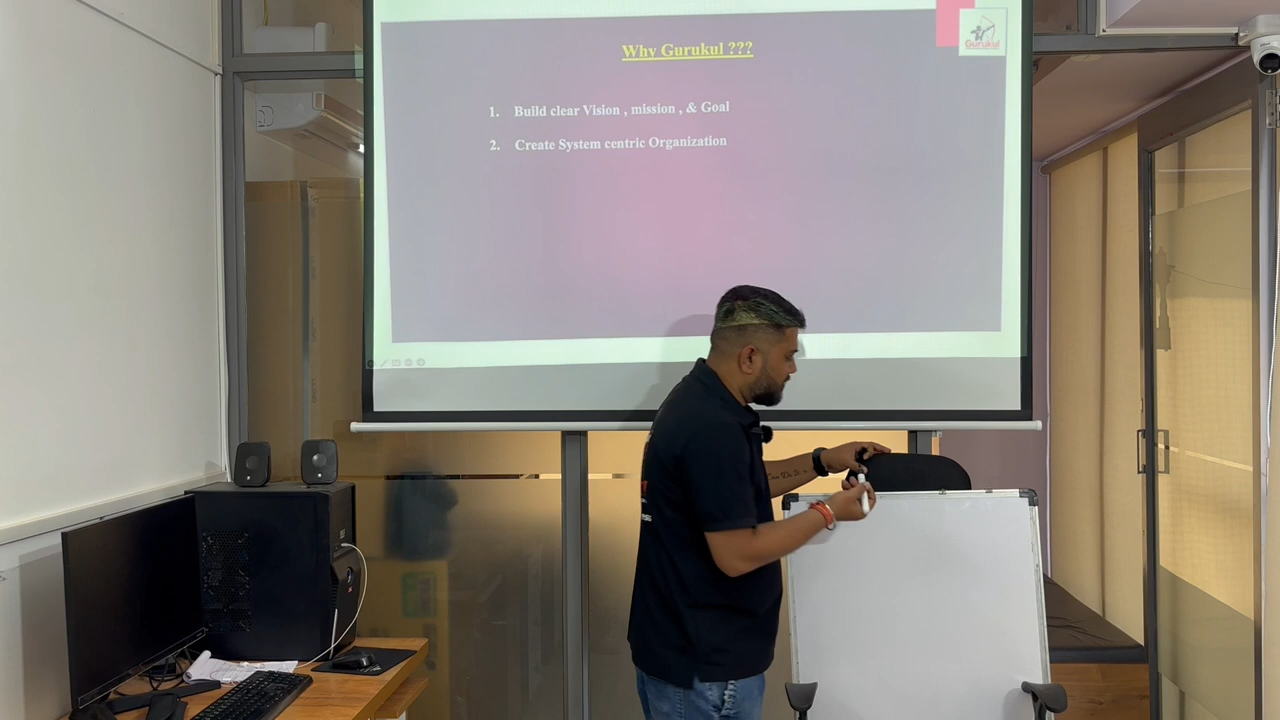 Why Gurukul ???
Gurukul
1. Build clear Vision , mission , & Goal
2. Create System centric Organization